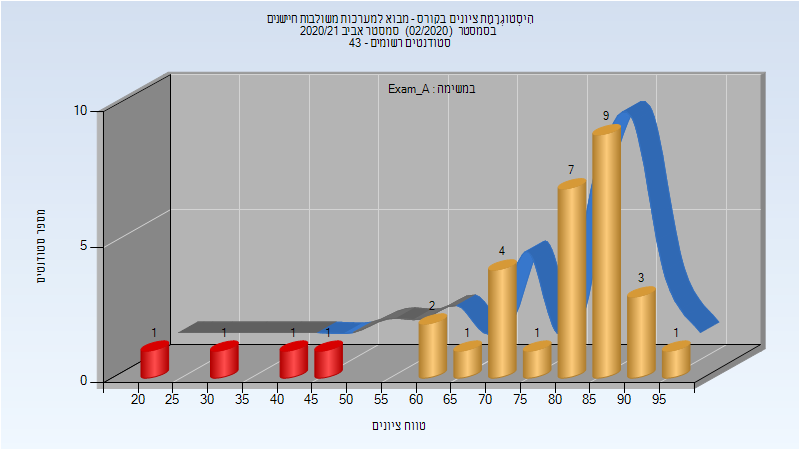 היסטוגרמת ציונים בקורס - מבוא למערכות משולבות חיישנים
בסמסטר (02/2020) סמסטר אביב 2020/21
סטודנטים רשומים - 43
במשימה : Exam_A
מספר סטודנטים
10
5
0
1
1
1
1
2
1
4
1
7
9
3
1
20 25 30 35 40 45 50 55 60 65 70 75 80 85 90 95
טווח ציונים